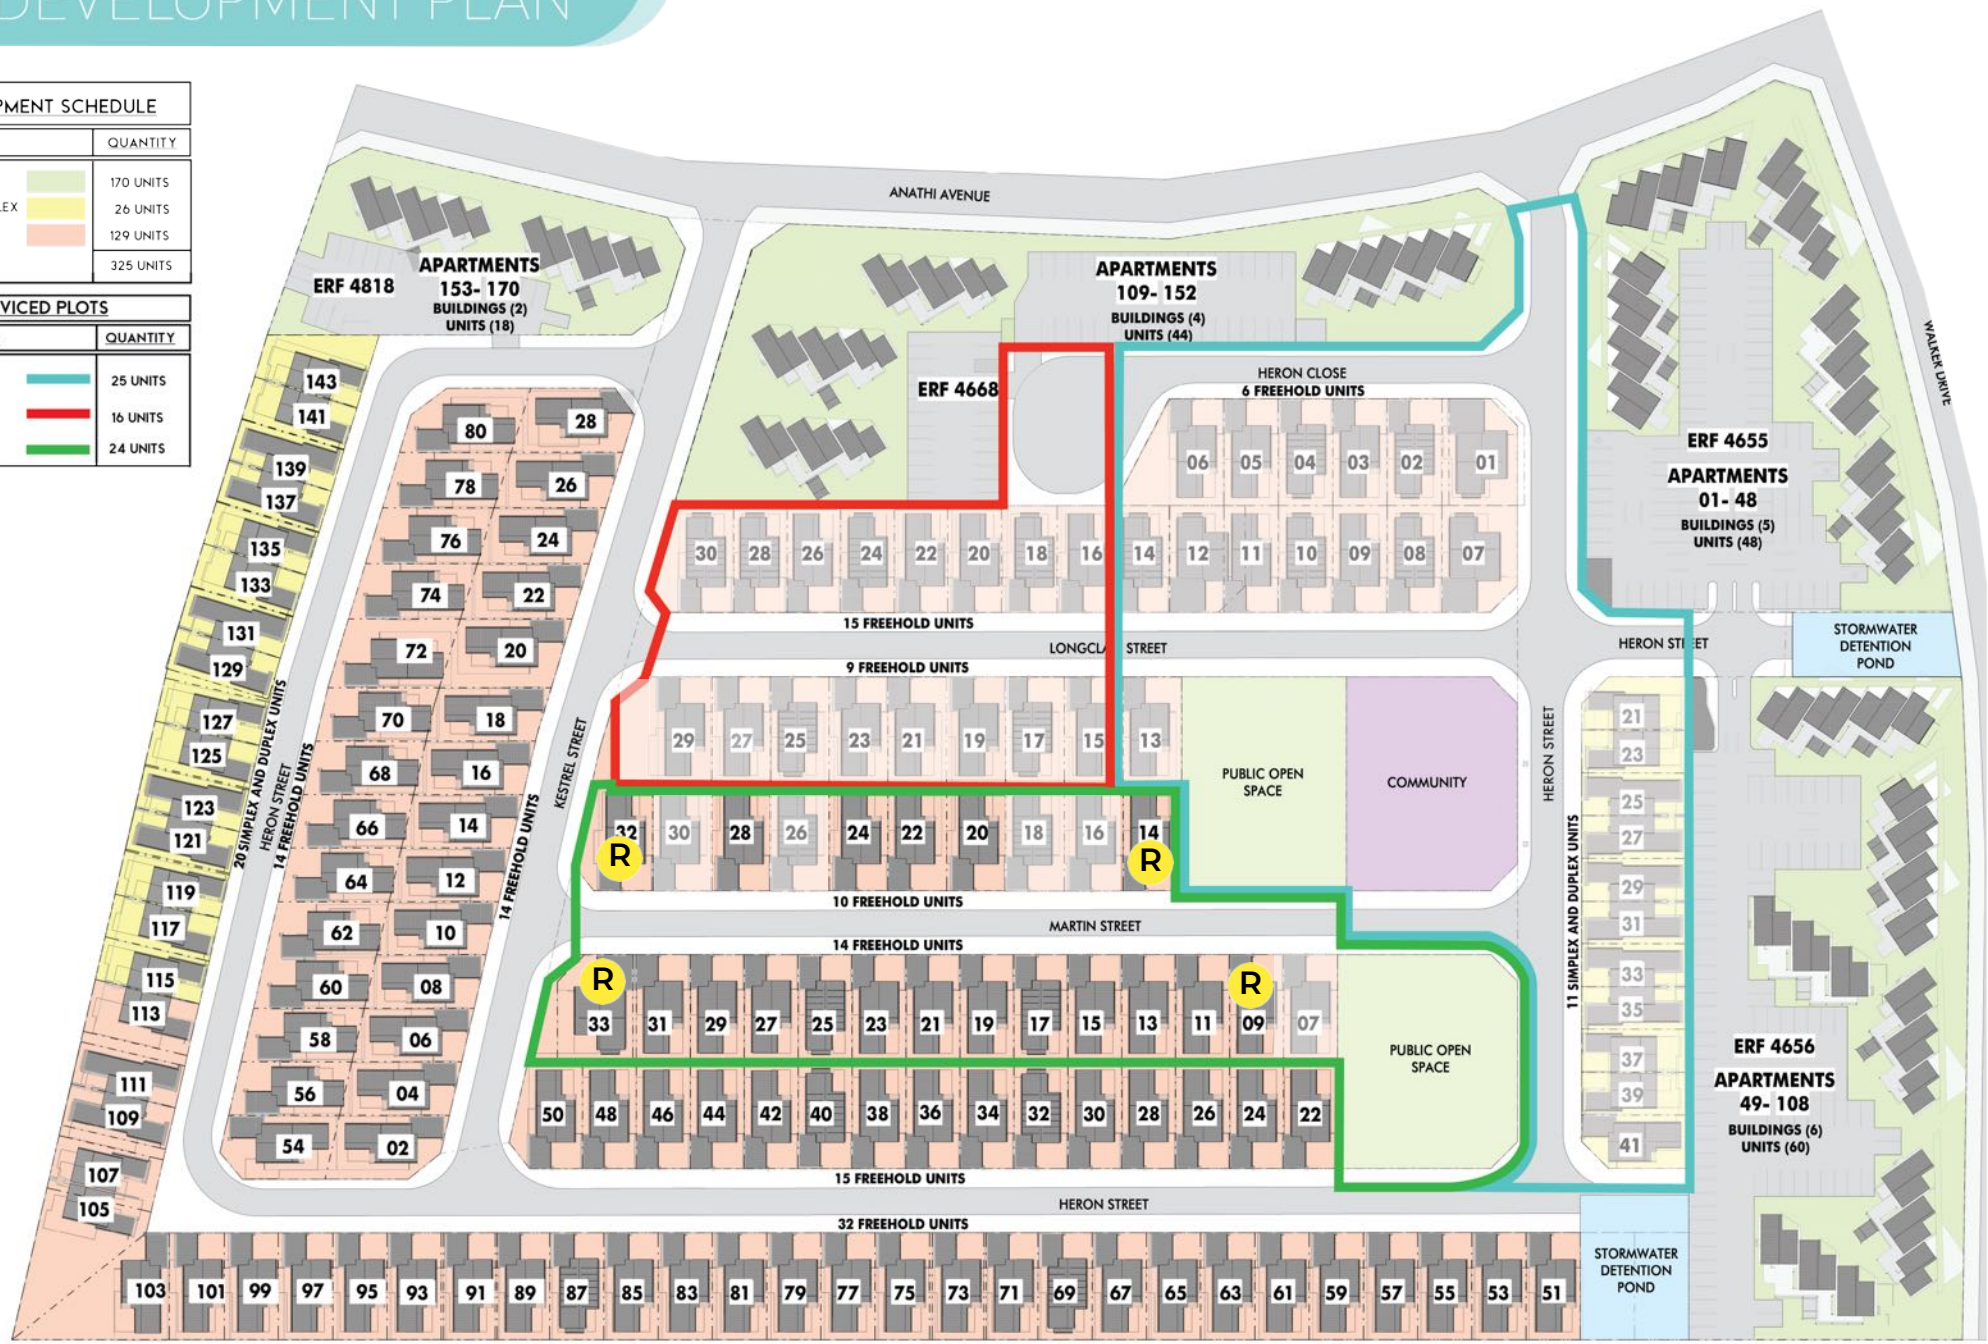 DEVELOPMENT PLAN
PMENT SCHEDULE
QUANTITY
170 UNITS
LEX 26 UNITS
129 UNITS
325 UNITS
VICED PLOTS
QUANTITY
25 UNITS
16 UNITS
24 UNITS
ANATHI AVENUE
WALKER DRIVE
ERF 4818
APARTMENTS
153- 170
BUILDINGS (2)
UNITS (18)
APARTMENTS
109- 152
BUILDINGS (4)
UNITS (44)
ERF 4668
HERON CLOSE
6 FREEHOLD UNITS
ERF 4655
APARTMENTS
01- 48
BUILDINGS (5)
UNITS (48)
143
141
139
137
135
133
131
129
127
125
123
121
119
117
115
113
111
109
107
105
20 SIMPLEX AND DUPLEX UNITS
HERON STREET
14 FREEHOLD UNITS
80 28
78 26
76 24
74 22
72 20
70 18
68 16
66 14
64 12
62 10
60 08
58 06
56 04
54 02
14 FREEHOLD UNITS
KESTREL STREET
06 05 04 03 02 01
30 28 26 24 22 20 18 16 14 12 11 10 09 08 07
15 FREEHOLD UNITS
LONGCLA STREET
9 FREEHOLD UNITS
29 27 25 23 21 19 17 15 13
PUBLIC OPEN
SPACE
COMMUNITY
HERON STREET
STORMWATER
DETENTION
POND
HERON STREET
32 30 28 26 24 22 20 18 16 14
R R
10 FREEHOLD UNITS
MARTIN STREET
14 FREEHOLD UNITS
R R
33 31 29 27 25 23 21 19 17 15 13 11 09 07
PUBLIC OPEN
SPACE
50 48 46 44 42 40 38 36 34 32 30 28 26 24 22
15 FREEHOLD UNITS
HERON STREET
32 FREEHOLD UNITS
11 SIMPLEX AND DUPLEX UNITS
21
23
25
27
29
31
33
35
37
39
41
ERF 4656
APARTMENTS
49- 108
BUILDINGS (6)
UNITS (60)
STORMWATER
DETENTION
POND
103 101 99 97 95 93 91 89 87 85 83 81 79 77 75 73 71 69 67 65 63 61 59 57 55 53 51